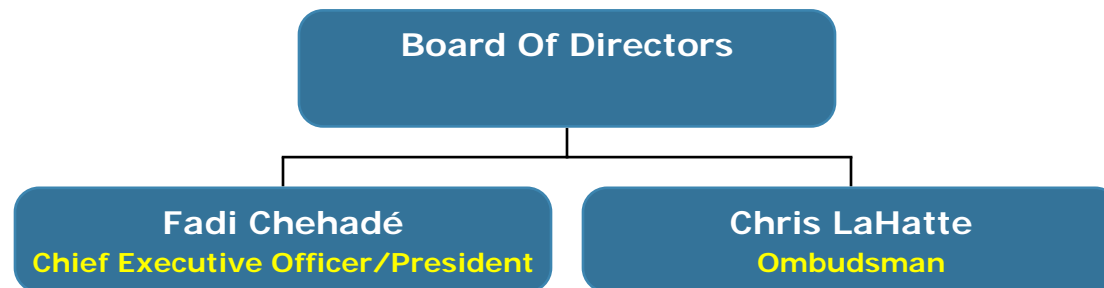 Board Of Directors
Fadi Chehadé
Chief Executive Officer/President
Chris LaHatte
Ombudsman